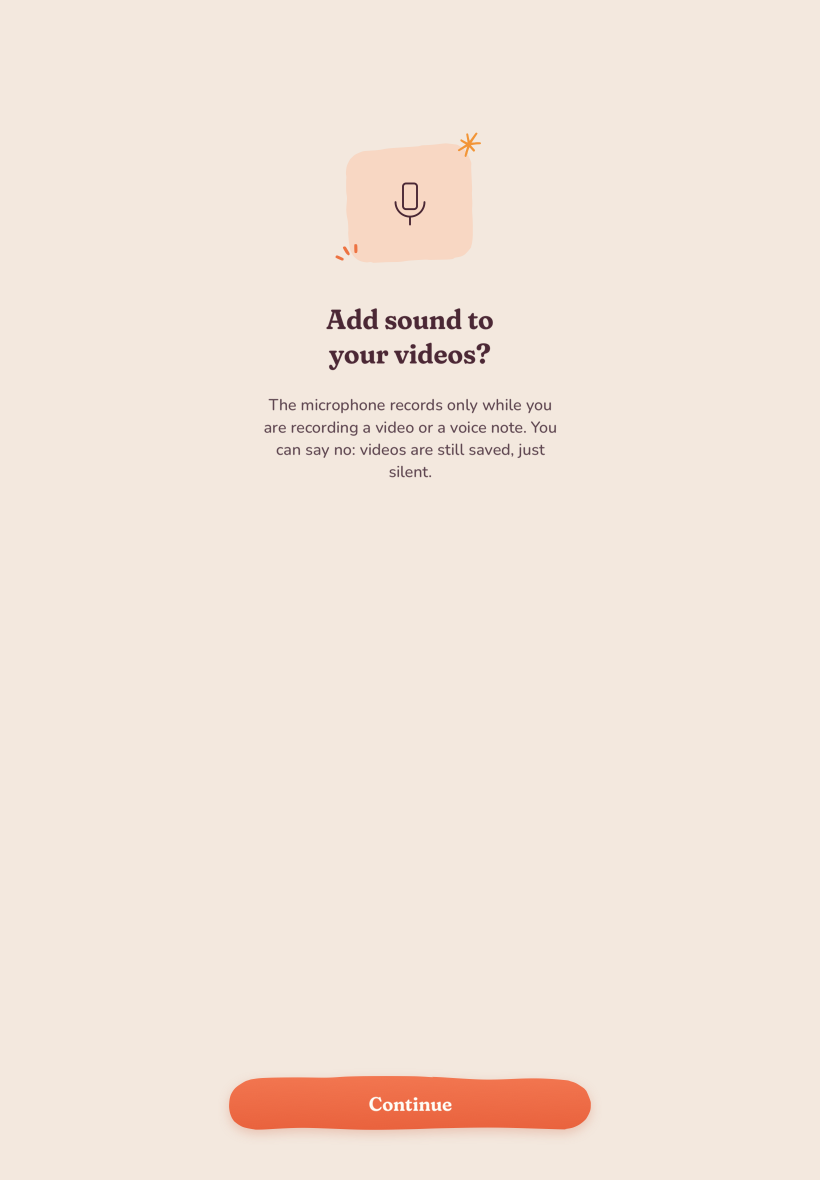 Add sound to
your videos?
The microphone records only while you
are recording a video or a voice note. You
can say no: videos are still saved, just
silent.
Continue